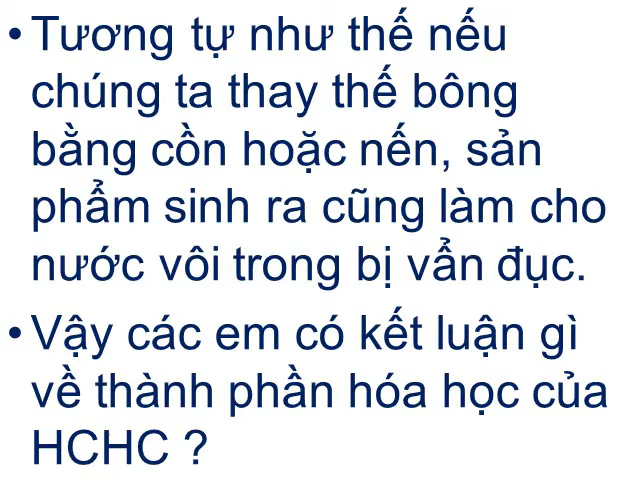 • Tương tự như thế nếu
chúng ta thay thế bông
bằng cồn hoặc nến, sản
phẩm sinh ra cũng làm cho
nước vôi trong bị vẩn đục.
• Vậy các em có kết luận gì
về thành phần hóa học của
HCHC ?